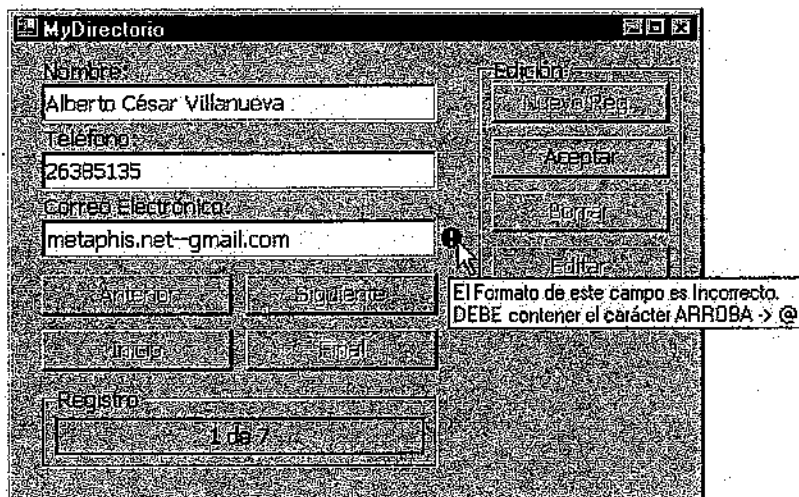 MyDirectorio
Nombre:
Alberto César Villanueva
Teléfono:
26385135
Correo Electrónico:
metaphis.net--gmail.com
Anterior
Siguiente
Inicio
Final
Registro
1 de 7
Edición
Nuevo Reg.
Aceptar
Borrar
Editar
El Formato de este campo es Incorrecto.
DEBE contener el carácter ARROBA -> @